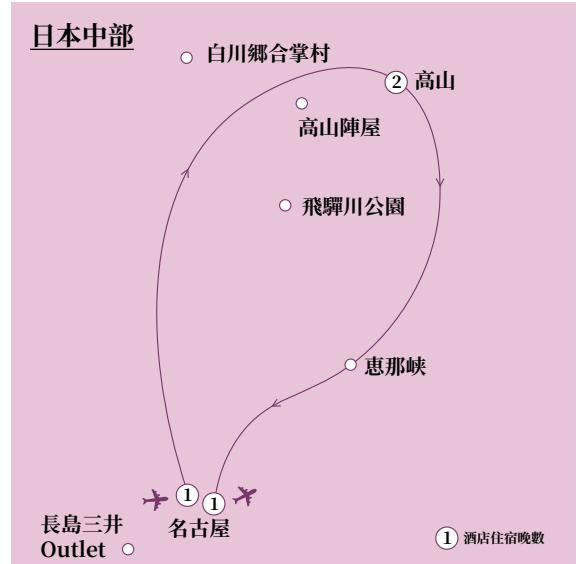 日本中部
白川鄉合掌村
2
高山
高山陣屋
飛驒川公園
恵那峡
1
1
名古屋
長島三井
Outlet
1 酒店住宿晚數